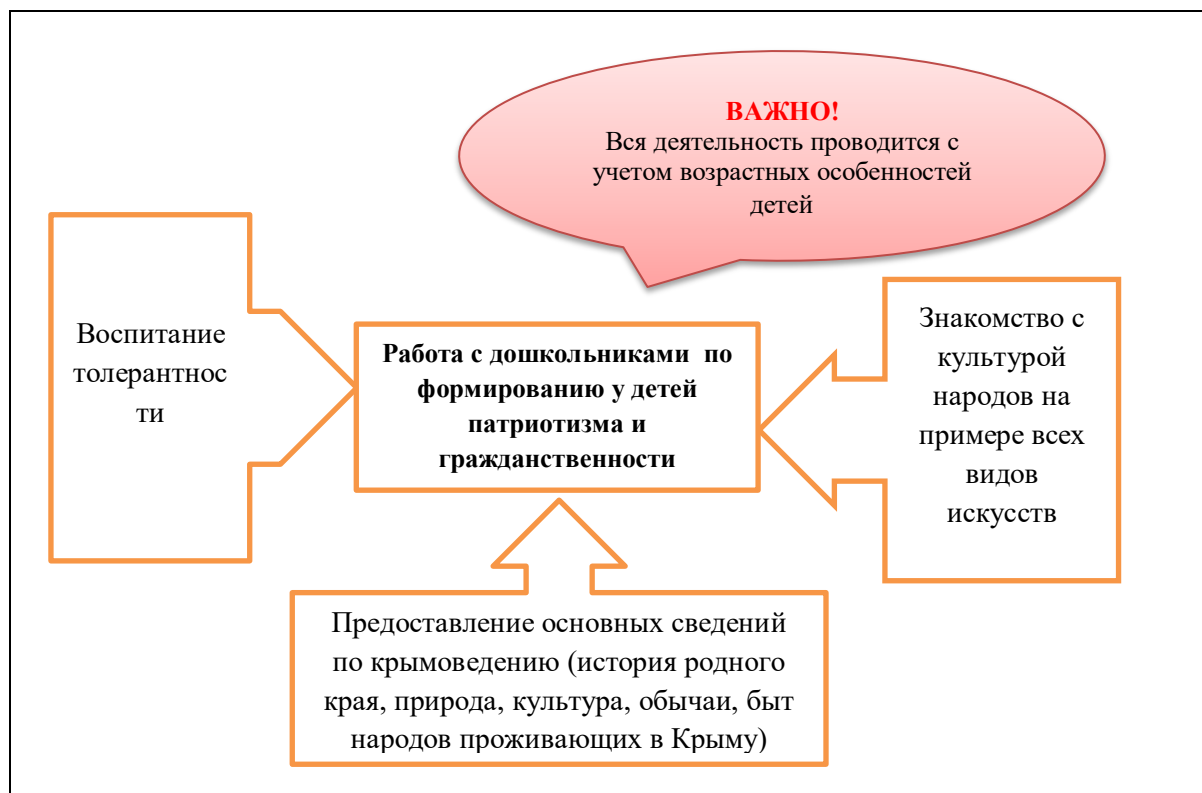 ВАЖНО!
Вся деятельность проводится с
учетом возрастных особенностей
детей
Воспитание
толерантнос
ти
Работа с дошкольниками по
формированию у детей
патриотизма и
гражданственности
Знакомство с
культурой
народов на
примере всех
видов
искусств
Предоставление основных сведений
по крымоведению (история родного
края, природа, культура, обычаи, быт
народов проживающих в Крыму)